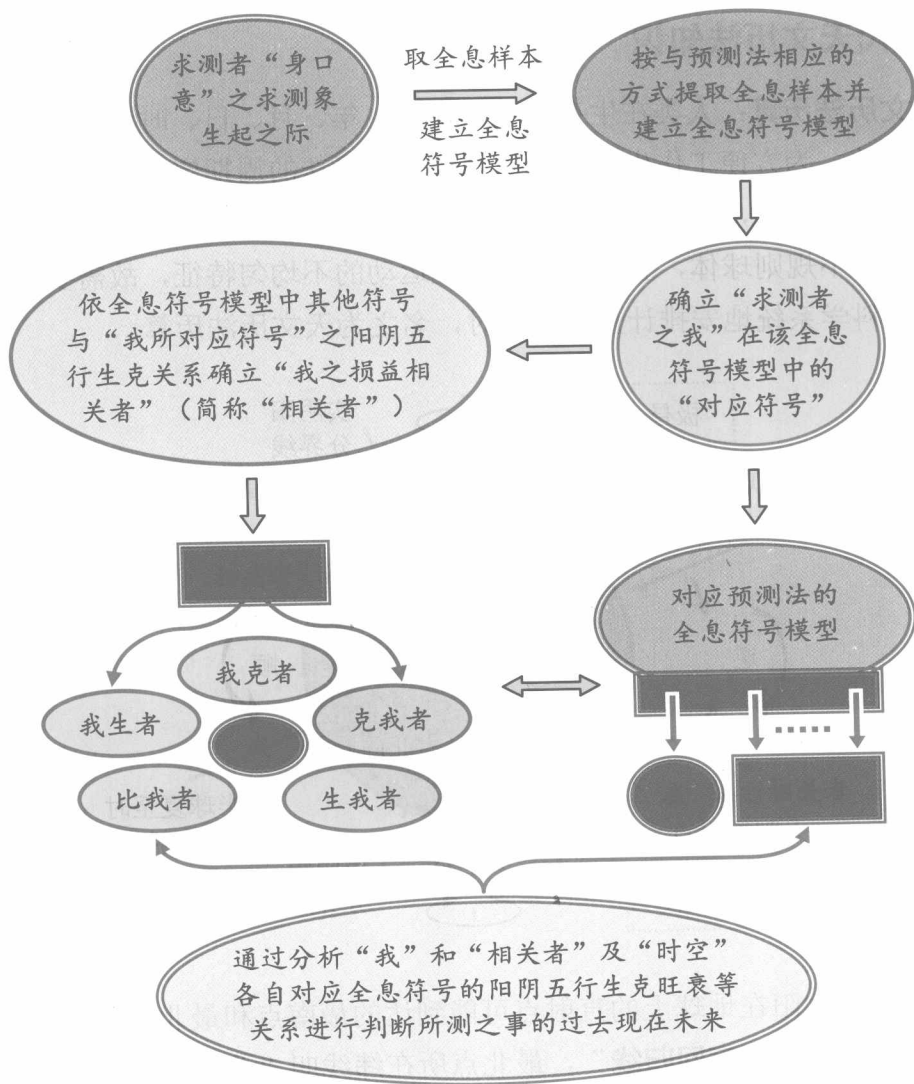 求测者“身口
意”之求测象
生起之际
取全息样本
建立全息
符号模型
按与预测法相应的
方式提取全息样本并
建立全息符号模型
依全息符号模型中其他符号
与“我所对应符号”之阳阴五
行生克关系确立“我之损益相
关者”（简称“相关者”）
确立“求测者
之我”在该全息
符号模型中的
“对应符号”
对应预测法的
全息符号模型
我克者
我生者
克我者
比我者
生我者
······
通过分析“我”和“相关者”及“时空”
各自对应全息符号的阳阴五行生克旺衰等
关系进行判断所测之事的过去现在未来